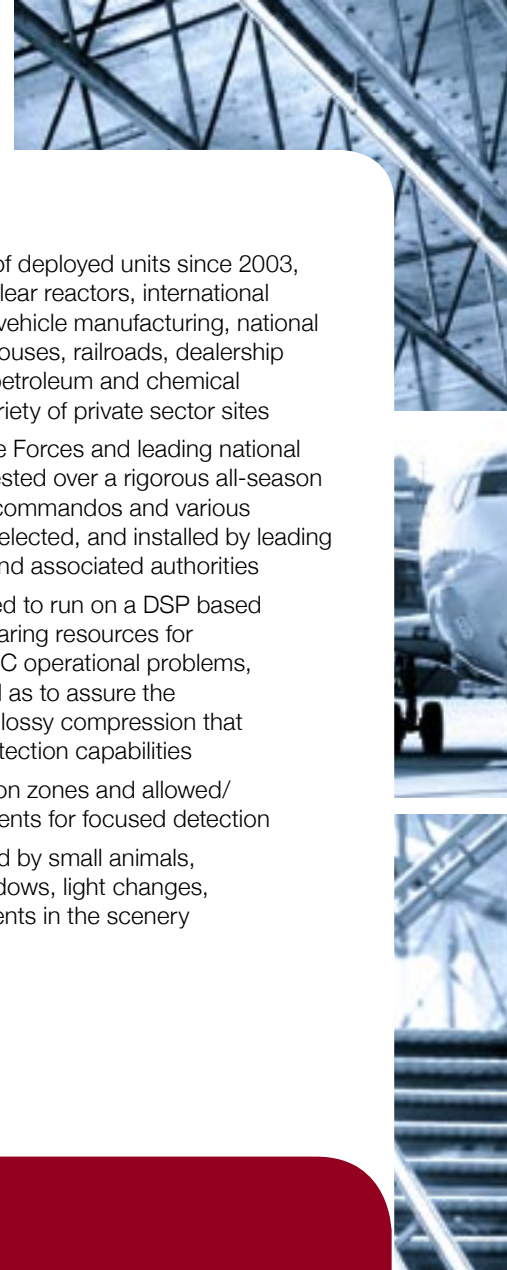 of deployed units since 2003,
lear reactors, international
vehicle manufacturing, national
ouses, railroads, dealership
petroleum and chemical
riety of private sector sites
e Forces and leading national
ested over a rigorous all-season
commandos and various
elected, and installed by leading
nd associated authorities
ed to run on a DSP based
aring resources for
C operational problems,
l as to assure the
lossy compression that
tection capabilities
on zones and allowed/
ents for focused detection
d by small animals,
dows, light changes,
ents in the scenery